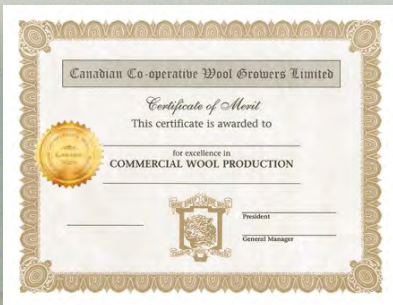 Canadian Co-operative Wool Growers Limited
Certificate of Merit
This certificate is awarded to
for excellence in
COMMERCIAL WOOL PRODUCTION
President
General Manager